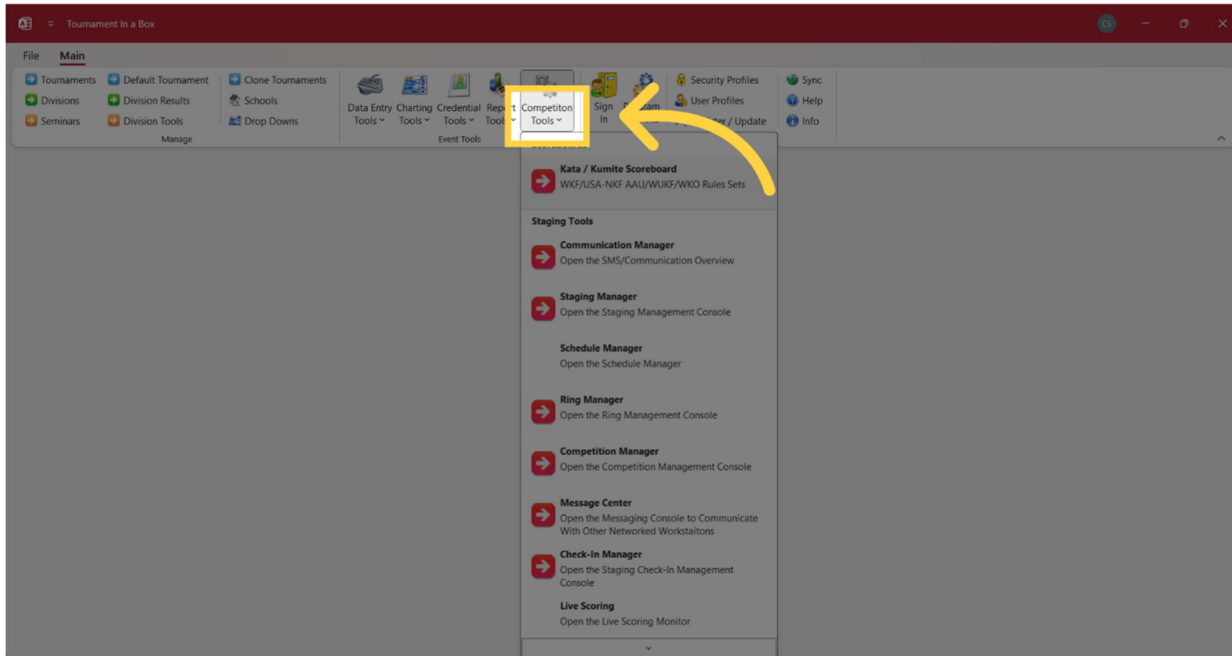 Tournament In a Box
CS
File Main
Tournaments Default Tournament Clone Tournaments
Divisions Division Results Schools
Seminars Division Tools Drop Downs
Manage
Data Entry Charting Credential Report Competiton
Tools Tools Tools Tools
Event Tools
Sign
In
Security Profiles
User Profiles
/ Update
Sync
Help
Info
Kata / Kumite Scoreboard
WKF/USA-NKF AAU/WUKF/WKO Rules Sets
Staging Tools
Communication Manager
Open the SMS/Communication Overview
Staging Manager
Open the Staging Management Console
Schedule Manager
Open the Schedule Manager
Ring Manager
Open the Ring Management Console
Competition Manager
Open the Competition Management Console
Message Center
Open the Messaging Console to Communicate
With Other Networked Workstaitons
Check-In Manager
Open the Staging Check-In Management
Console
Live Scoring
Open the Live Scoring Monitor